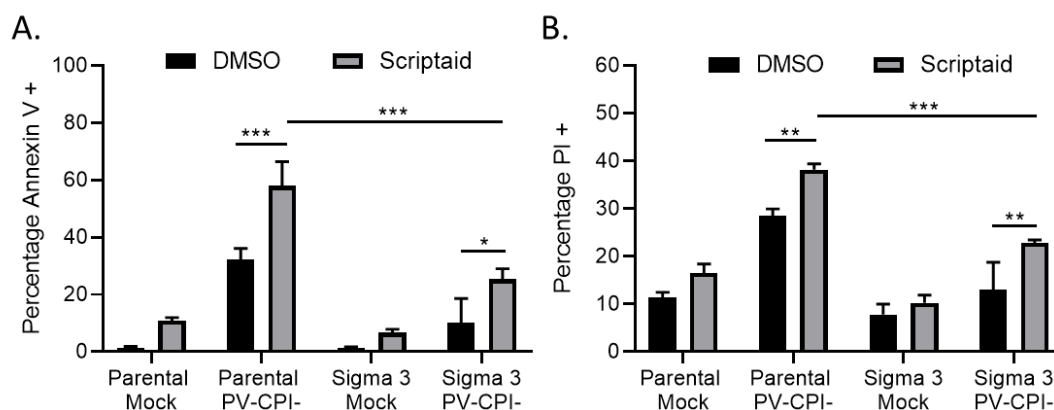 A.
DMSO Scriptaid
Percentage Annexin V +
100
80
60
40
20
0
***
***
*
Parental Mock
Parental PV-CPI-
Sigma 3 Mock
Sigma 3 PV-CPI-
B.
DMSO Scriptaid
Percentage PI +
60
50
40
30
20
10
0
**
***
**
Parental Mock
Parental PV-CPI-
Sigma 3 Mock
Sigma 3 PV-CPI-